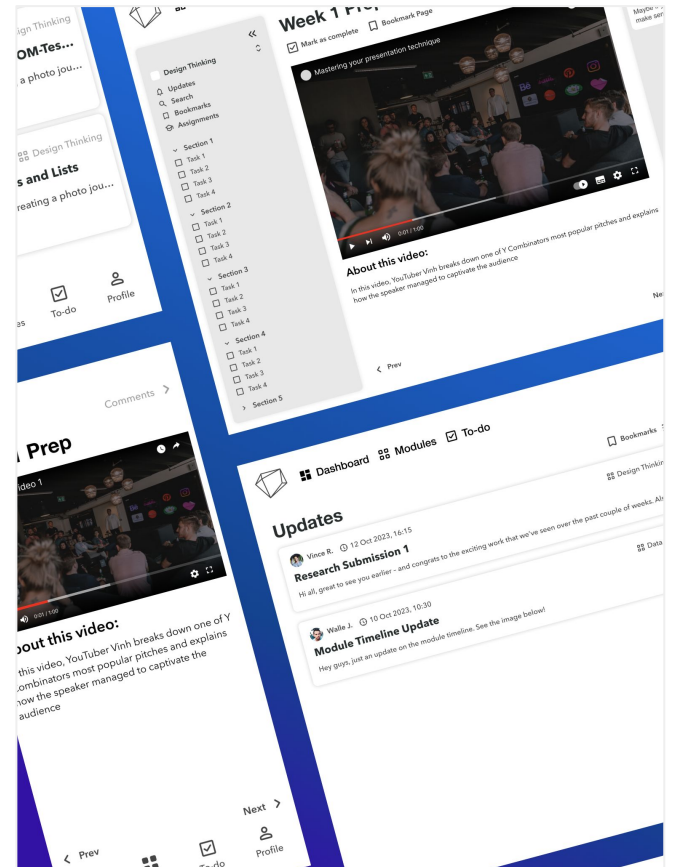 Design Thinking
OM-Tes...
a photo jou...
Design Thinking
s and Lists
reating a photo jou...
To-do
Profile
Week 1 Prep
Mark as complete
Bookmark Page
Design Thinking
Updates
Search
Bookmarks
Assignments
Section 1
Task 1
Task 2
Task 3
Task 4
Section 2
Task 1
Task 2
Task 3
Task 4
Section 3
Task 1
Task 2
Task 3
Task 4
Section 4
Task 1
Task 2
Task 3
Task 4
Section 5
Mastering your presentation technique
Bē
0:01 / 1:00
About this video:
In this video, YouTuber Vinh breaks down one of Y Combinators most popular pitches and explains
how the speaker managed to captivate the audience
Prev
Maybe
make
Comments
Prep
ideo 1
0:01 / 1:00
bout this video:
this video, YouTuber Vinh breaks down one of Y
ombinators most popular pitches and explains
how the speaker managed to captivate the
audience
Prev
Next
Profile
Dashboard
Modules
To-do
Bookmarks
Updates
Vince R.
12 Oct 2023, 16:15
Design Thinkin
Research Submission 1
Hi all, great to see you earlier - and congrats to the exciting work that we've seen over the past couple of weeks.
Walle J.
10 Oct 2023, 10:30
Data
Module Timeline Update
Hey guys, just an update on the module timeline. See the image below!